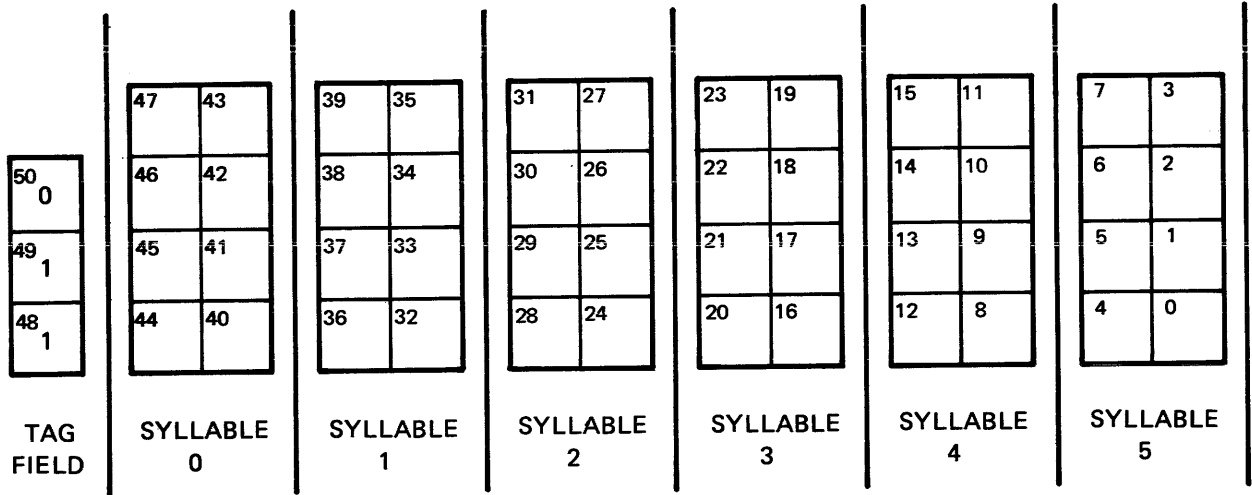 47 43 39 35 31 27 23 19 15 11 7 3
50 0 46 42 38 34 30 26 22 18 14 10 6 2
49 1 45 41 37 33 29 25 21 17 13 9 5 1
48 1 44 40 36 32 28 24 20 16 12 8 4 0
TAG FIELD
SYLLABLE 0
SYLLABLE 1
SYLLABLE 2
SYLLABLE 3
SYLLABLE 4
SYLLABLE 5